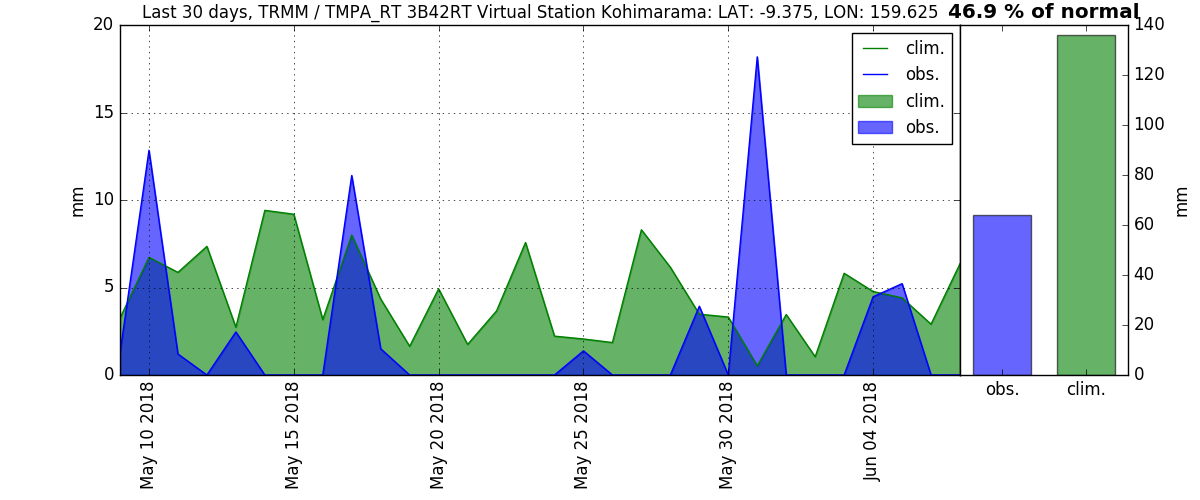 Last 30 days, TRMM / TMPA_RT 3B42RT Virtual Station Kohimarama: LAT: -9.375, LON: 159.625
46.9 % of normal
mm
20
15
10
5
0
clim.
obs.
clim.
obs.
May 10 2018
May 15 2018
May 20 2018
May 25 2018
May 30 2018
Jun 04 2018
140
120
100
80
60
40
20
0
mm
obs.
clim.